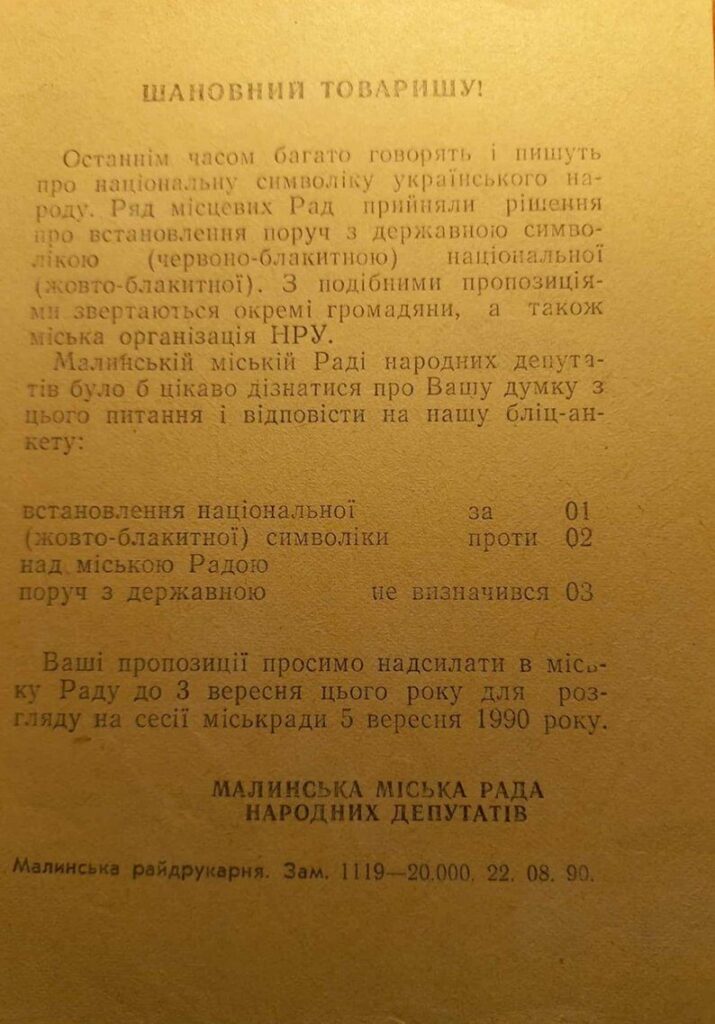 ШАНОВНИЙ ТОВАРИШУ!
Останнім часом багато говорять і пишуть
про національну символіку українського на-
роду. Ряд місцевих Рад прийняли рішення
про встановлення поруч з державною симво-
лікою (червоно-блакитною) національної
(жовто-блакитної). З подібними пропозиція-
ми звертаються окремі громадяни, а також
міська організація НРУ.
Малинській міській Раді народних депута-
тів було б цікаво дізнатися про Вашу думку з
цього питання і відповісти на нашу бліц-ан-
кету:
встановлення національної за 01
(жовто-блакитної) символіки проти 02
над міською Радою
поруч з державною не визначився 03
Ваші пропозиції просимо надсилати в місь-
ку Раду до 3 вересня цього року для роз-
гляду на сесії міськради 5 вересня 1990 року.
МАЛИНСЬКА МІСЬКА РАДА
НАРОДНИХ ДЕПУТАТІВ
Малинська райдрукарня. Зам. 1119—20.000. 22. 08. 90.